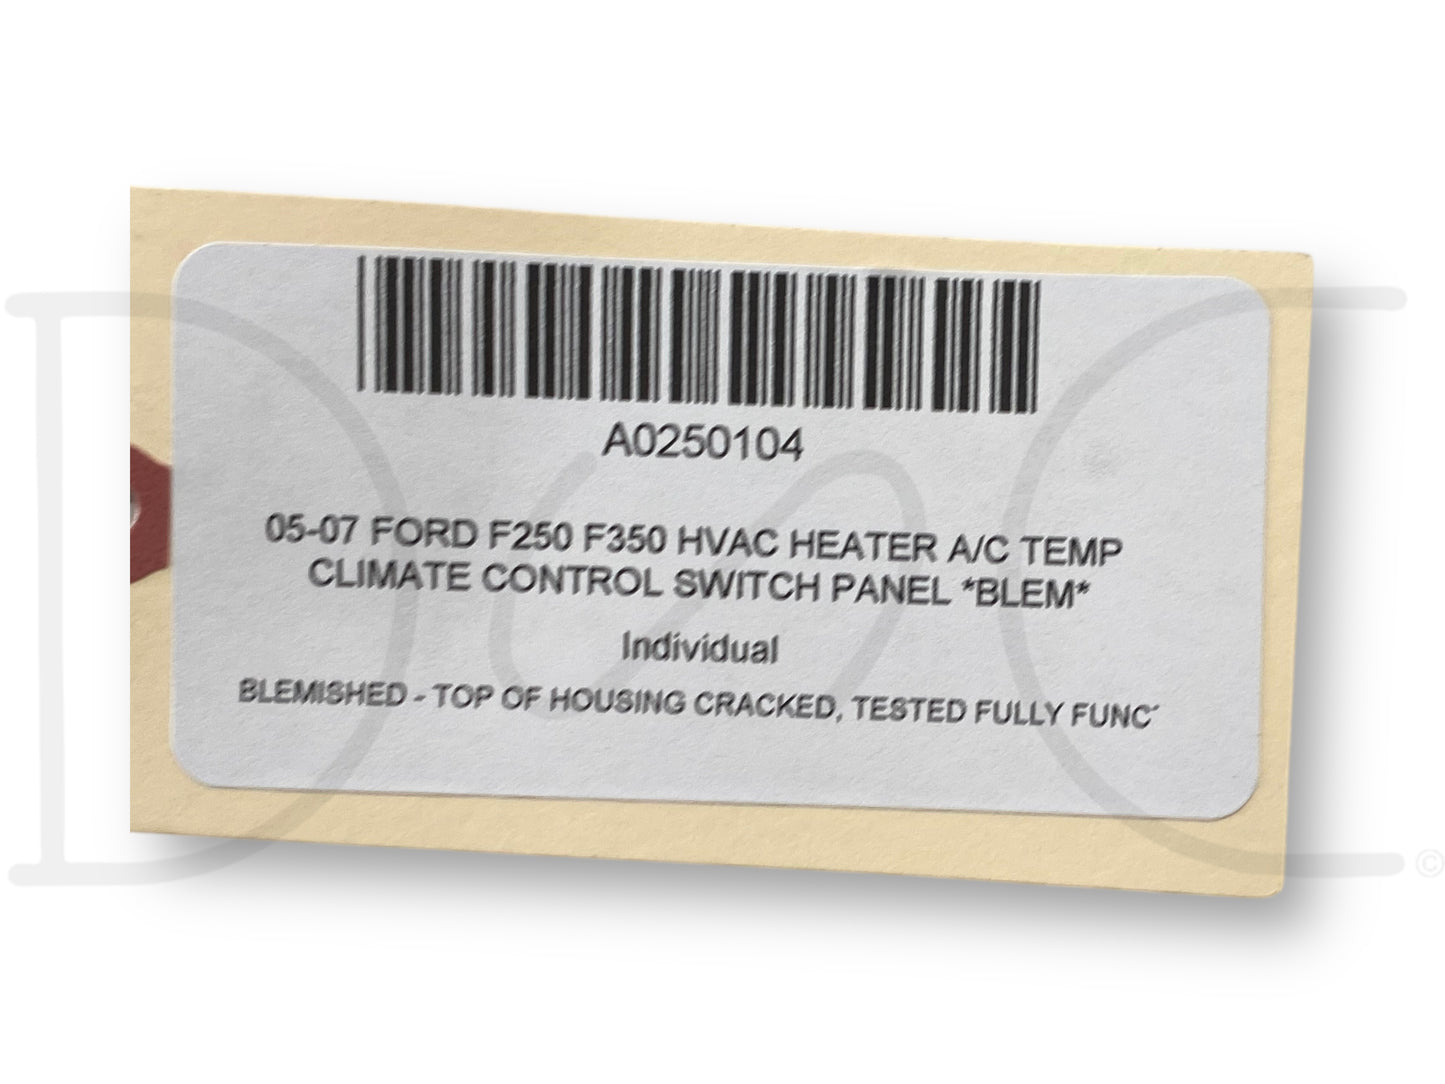 A0250104
05-07 FORD F250 F350 HVAC HEATER A/C TEMP
CLIMATE CONTROL SWITCH PANEL *BLEM*
Individual
BLEMISHED - TOP OF HOUSING CRACKED, TESTED FULLY FUNC
©